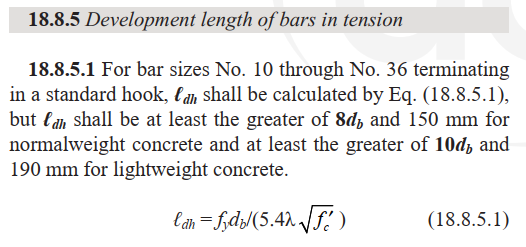 18.8.5 Development length of bars in tension
18.8.5.1 For bar sizes No. 10 through No. 36 terminating
in a standard hook, ℓdh shall be calculated by Eq. (18.8.5.1),
but ℓdh shall be at least the greater of 8db and 150 mm for
normalweight concrete and at least the greater of 10db and
190 mm for lightweight concrete.
ℓdh = fydb/(5.4λ√f′c) (18.8.5.1)